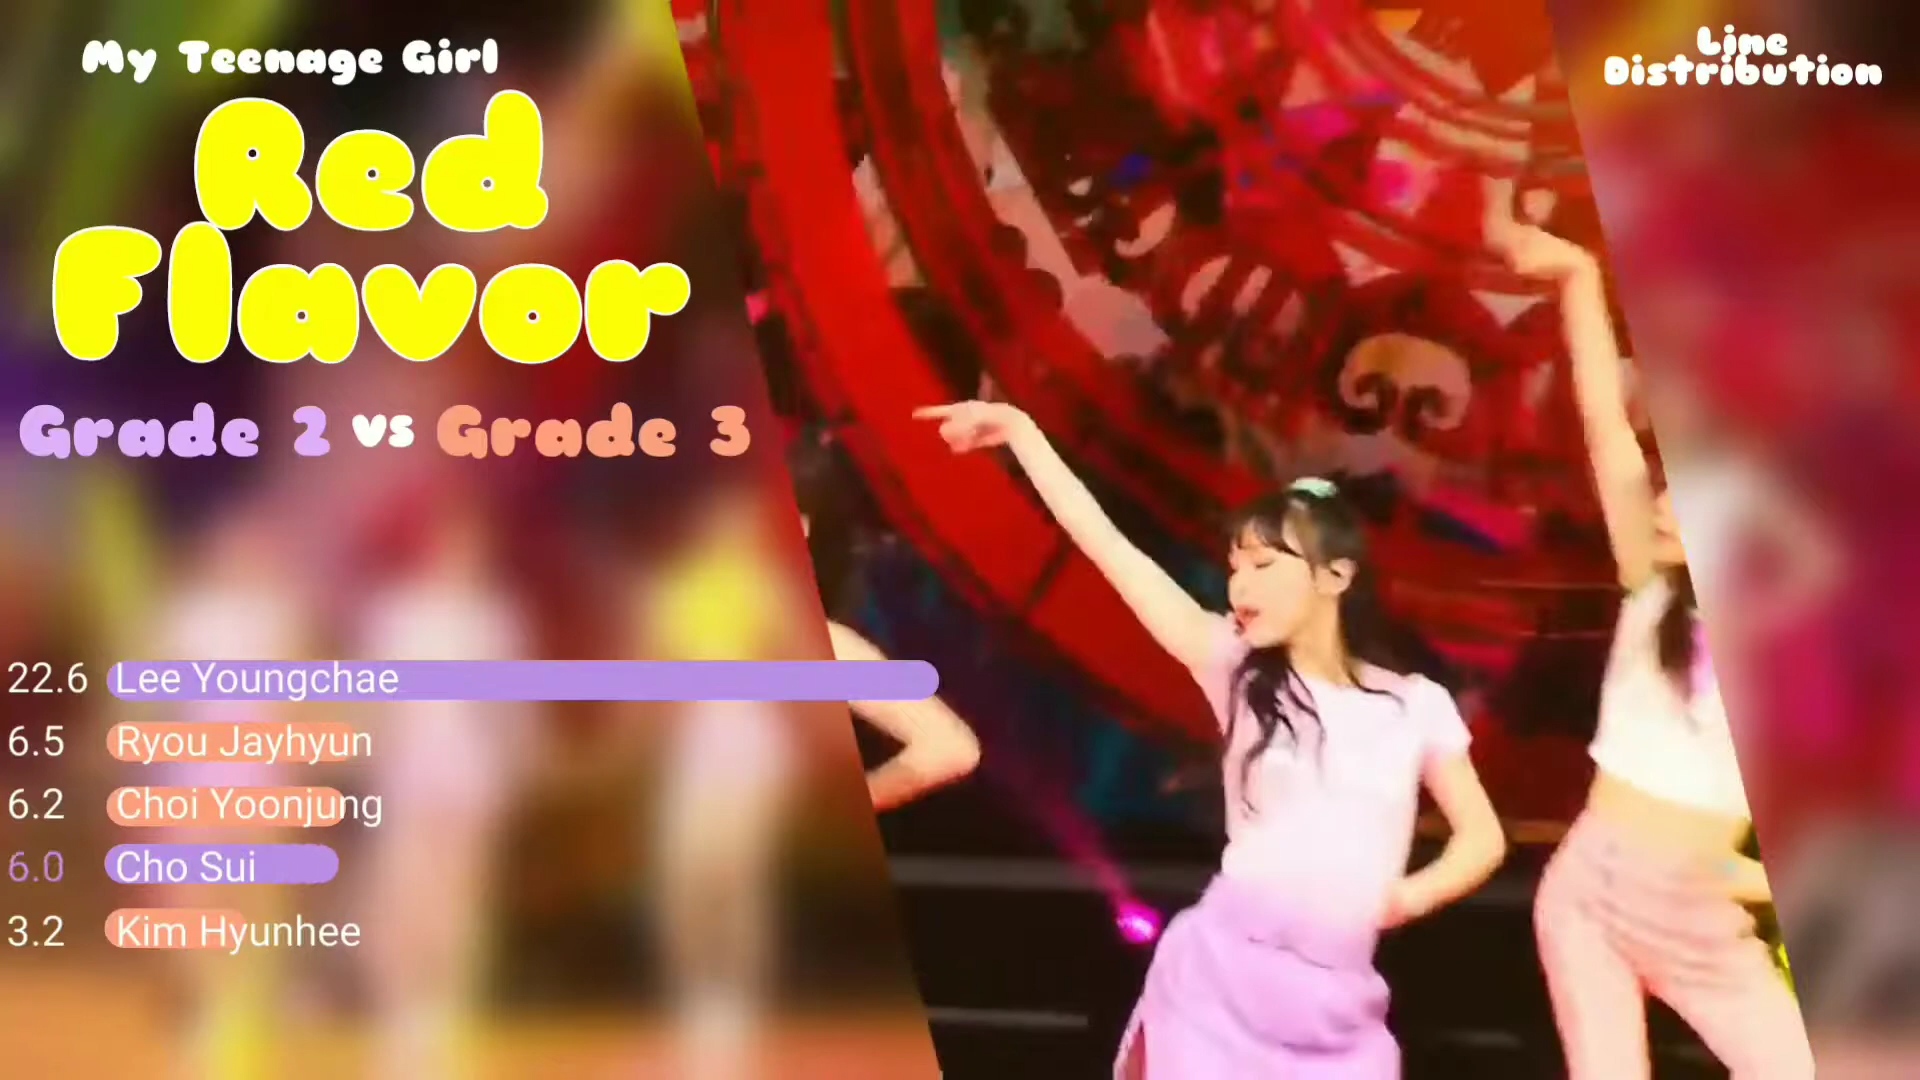 My Teenage Girl
Red
Flavor
Grade 2 vs Grade 3
Line
Distribution
22.6 Lee Youngchae
6.5 Ryou Jayhyun
6.2 Choi Yoonjung
6.0 Cho Sui
3.2 Kim Hyunhee